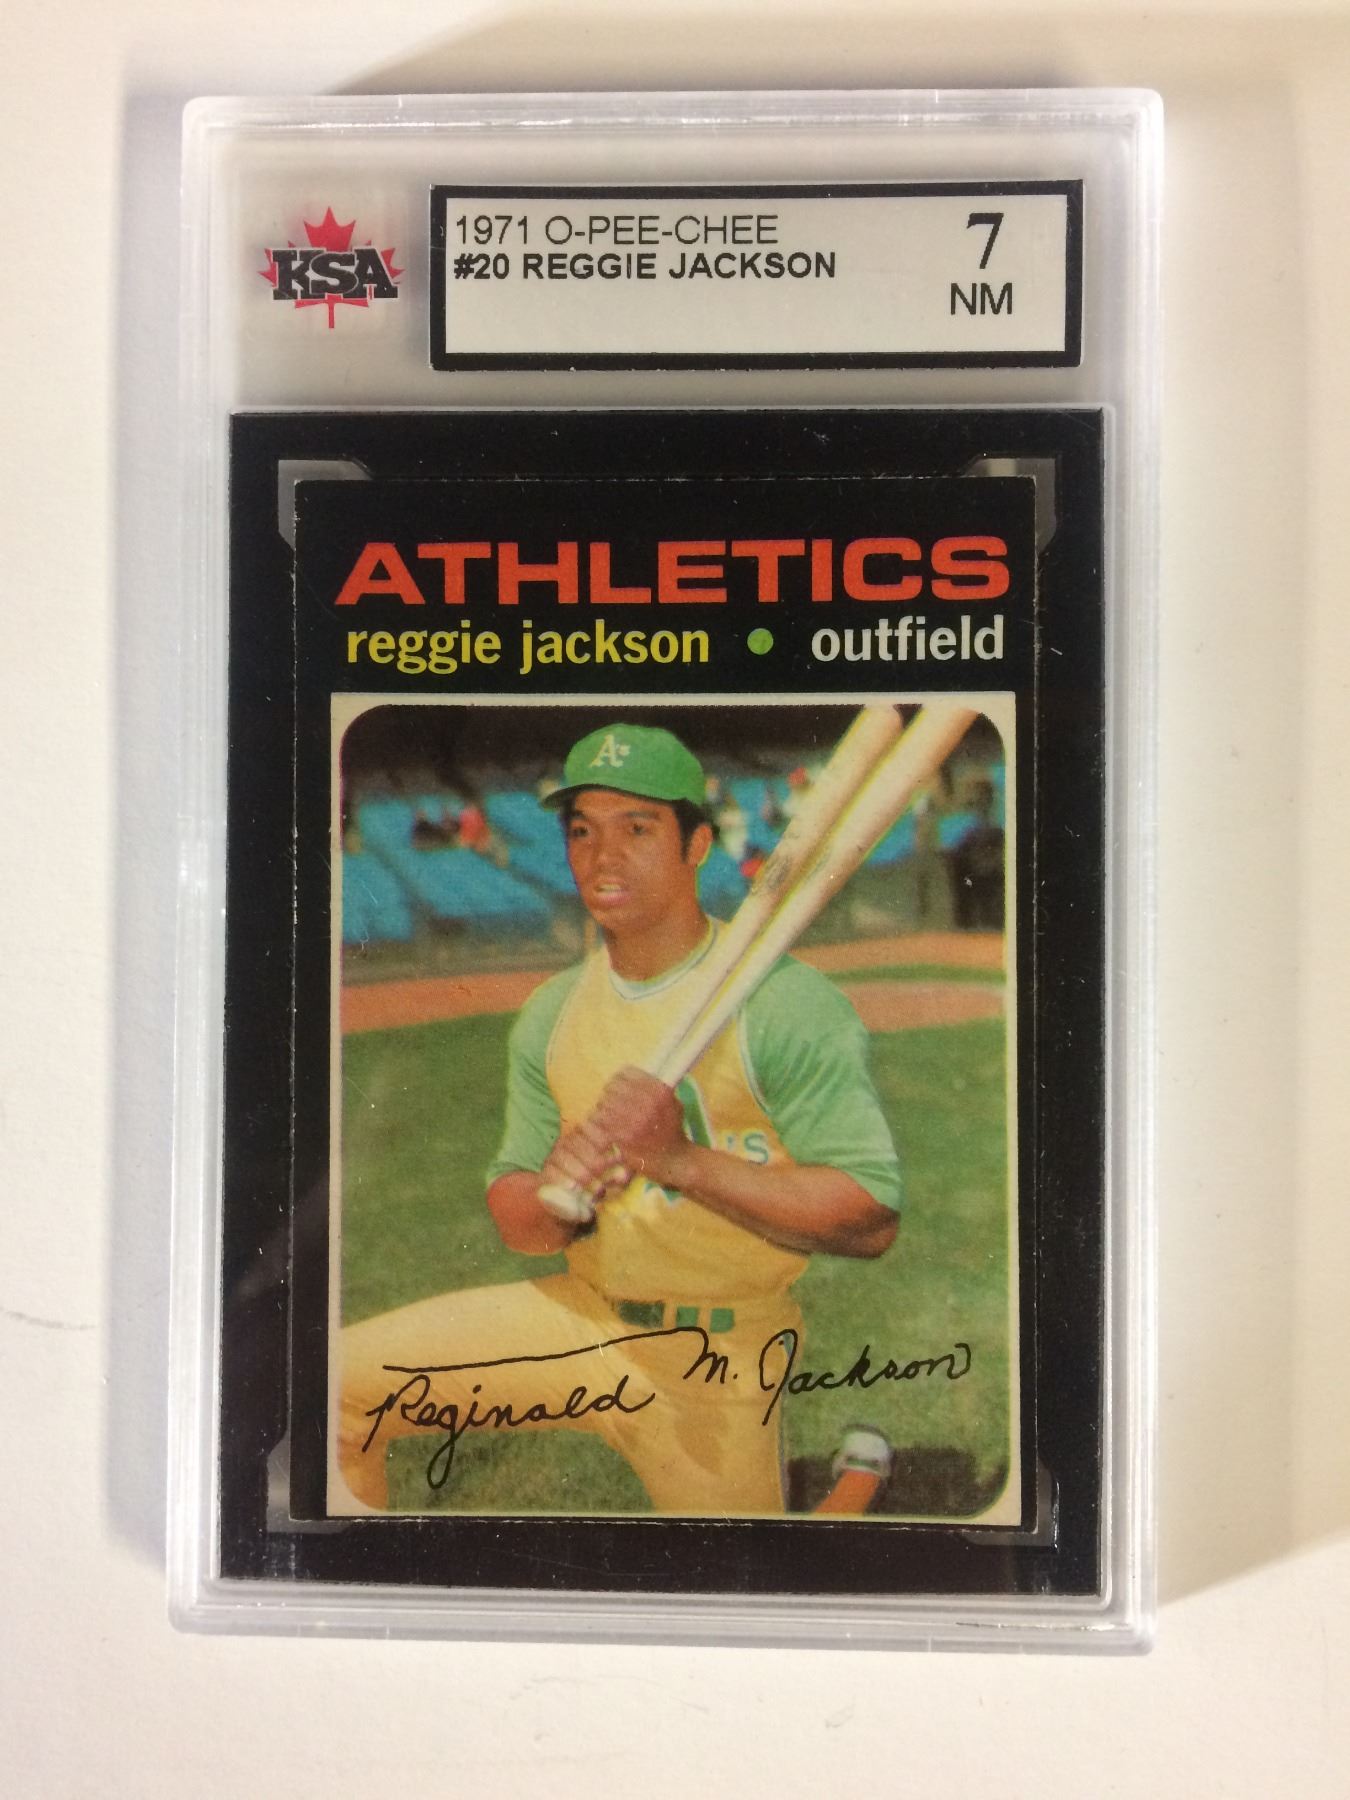 KSA
1971 O-PEE-CHEE
#20 REGGIE JACKSON
7
NM
ATHLETICS
reggie jackson • outfield
A's
'S
Reginald M. Jackson